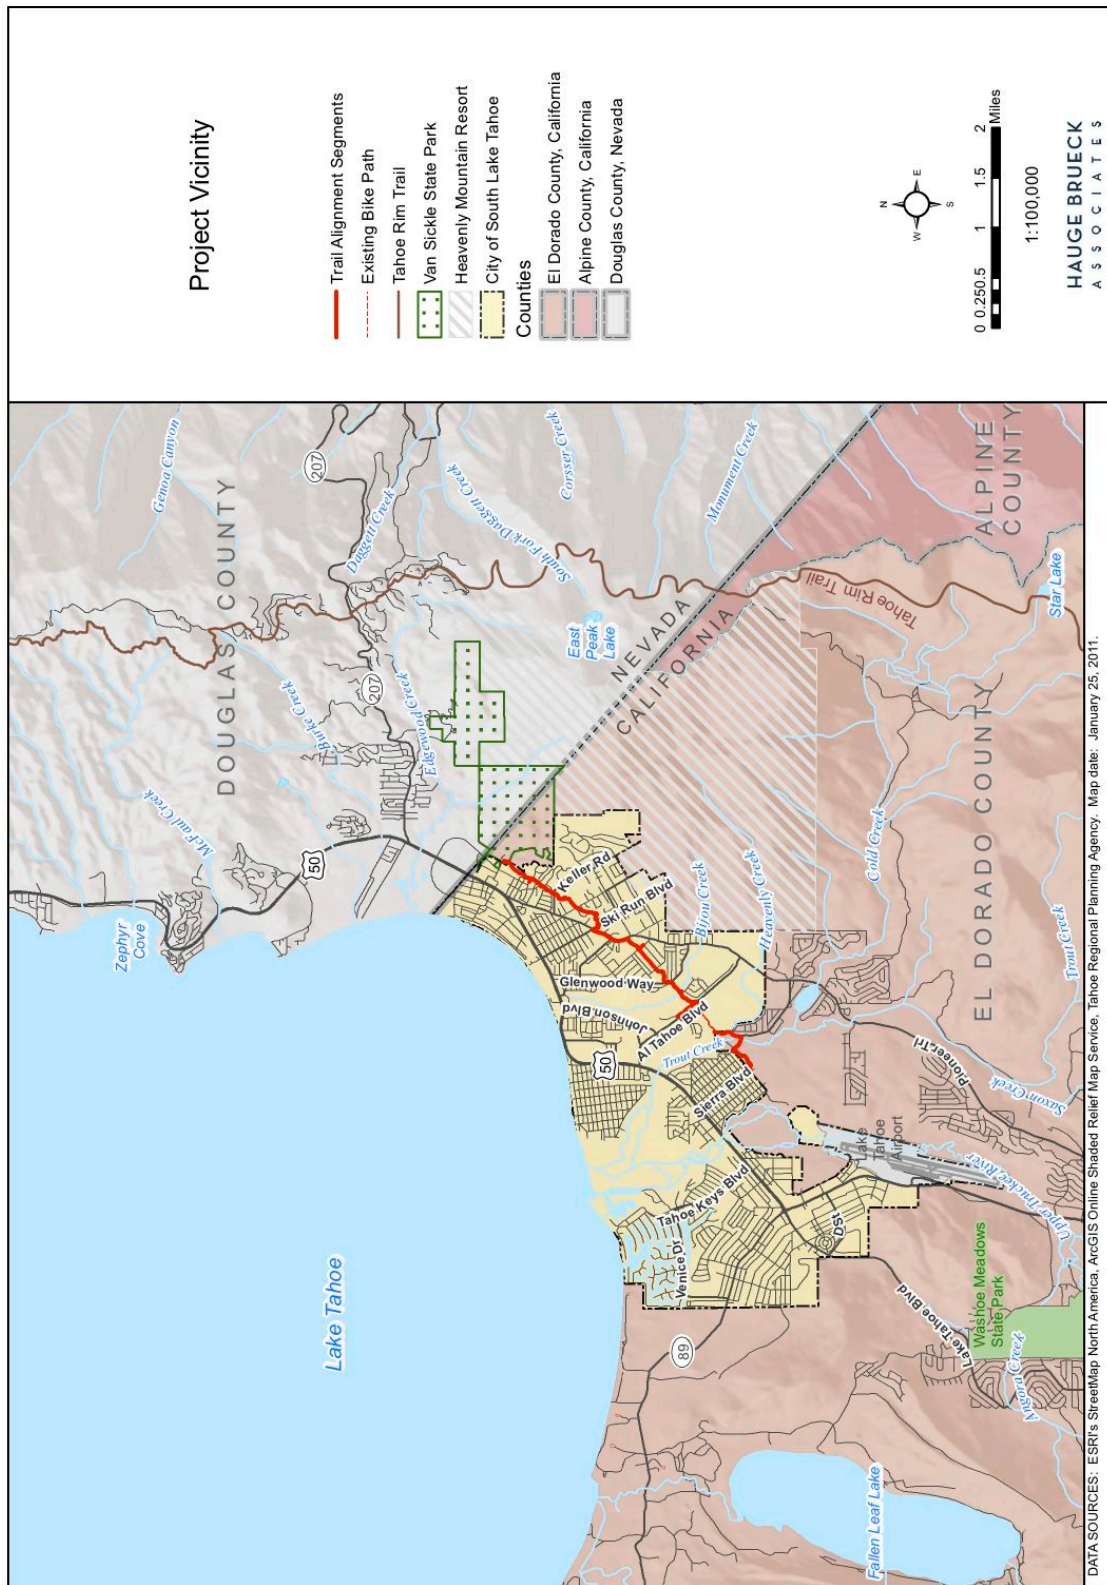 Project Vicinity
Trail Alignment Segments
Existing Bike Path
Tahoe Rim Trail
Van Sickle State Park
Heavenly Mountain Resort
City of South Lake Tahoe
Counties
El Dorado County, California
Alpine County, California
Douglas County, Nevada
N
W
E
S
0 0.25 0.5 1 1.5 2
Miles
1:100,000
HAUGE BRUECK
ASSOCIATES
Genoa Canyon
207
DOUGLAS COUNTY
Daggett Creek
South Fork Daggett Creek
Corsser Creek
Monument Creek
ALPINE
COUNTY
McFaul Creek
Burke Creek
207
Edgewood Creek
East
Peak
Lake
NEVADA
CALIFORNIA
Tahoe Rim Trail
Star Lake
Zephyr
Cove
50
Keller Rd
Ski Run Blvd
Bijou Creek
Heavenly Creek
Cold Creek
Trout Creek
EL DORADO COUNTY
Glenwood Way
Johnson Blvd
Al Tahoe Blvd
50
Trout Creek
Sierra Blvd
Pioneer Trl
Saxon Creek
Lake
Tahoe
Airport
Upper Truckee River
Tahoe Keys Blvd
Venice Dr
D St
Lake Tahoe
89
Lake Tahoe Blvd
Washoe Meadows
State Park
Angora Creek
Fallen Leaf Lake
DATA SOURCES: ESRI's StreetMap North America, ArcGIS Online Shaded Relief Map Service, Tahoe Regional Planning Agency. Map date: January 25, 2011.